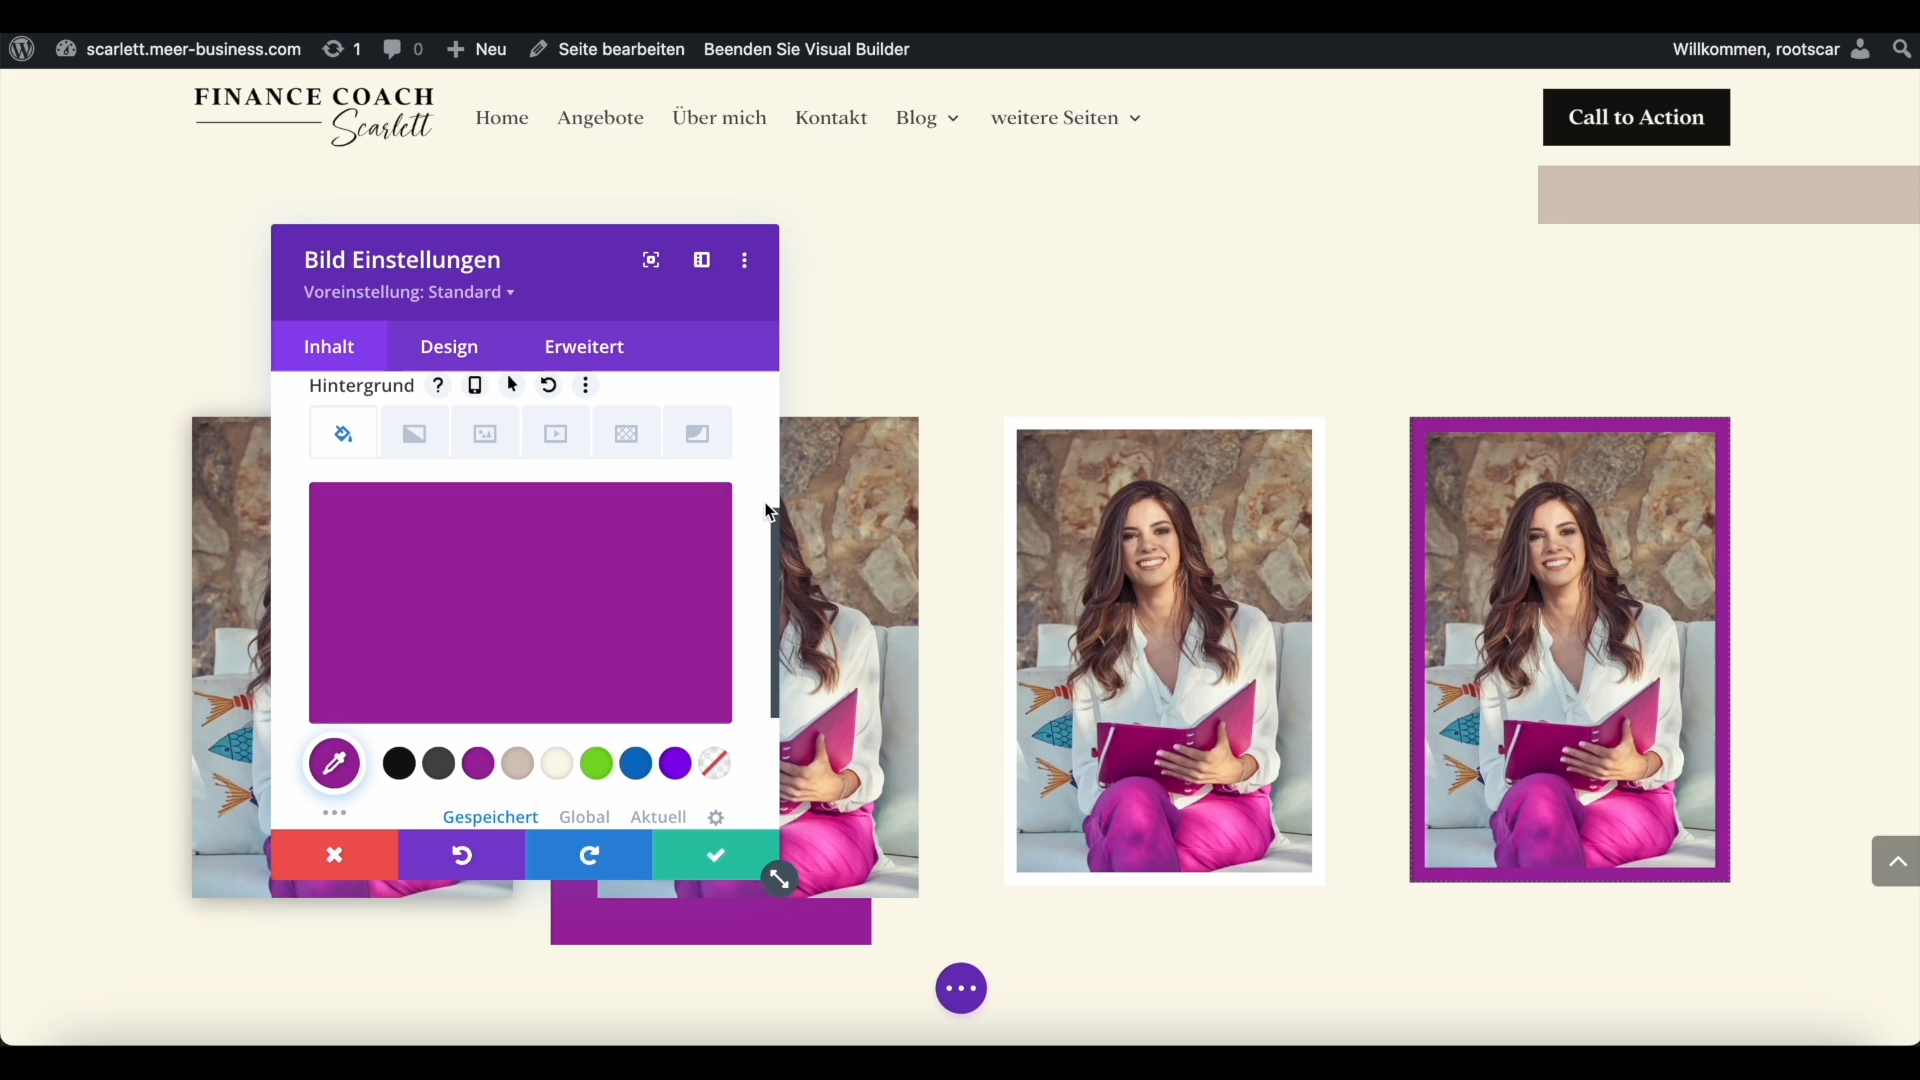 scarlett.meer-business.com 1 0 Neu Seite bearbeiten Beenden Sie Visual Builder Willkommen, rootscar
FINANCE COACH
Scarlett
Home Angebote Über mich Kontakt Blog weitere Seiten
Call to Action
Bild Einstellungen
Voreinstellung: Standard
Inhalt Design Erweitert
Hintergrund ?
Gespeichert Global Aktuell